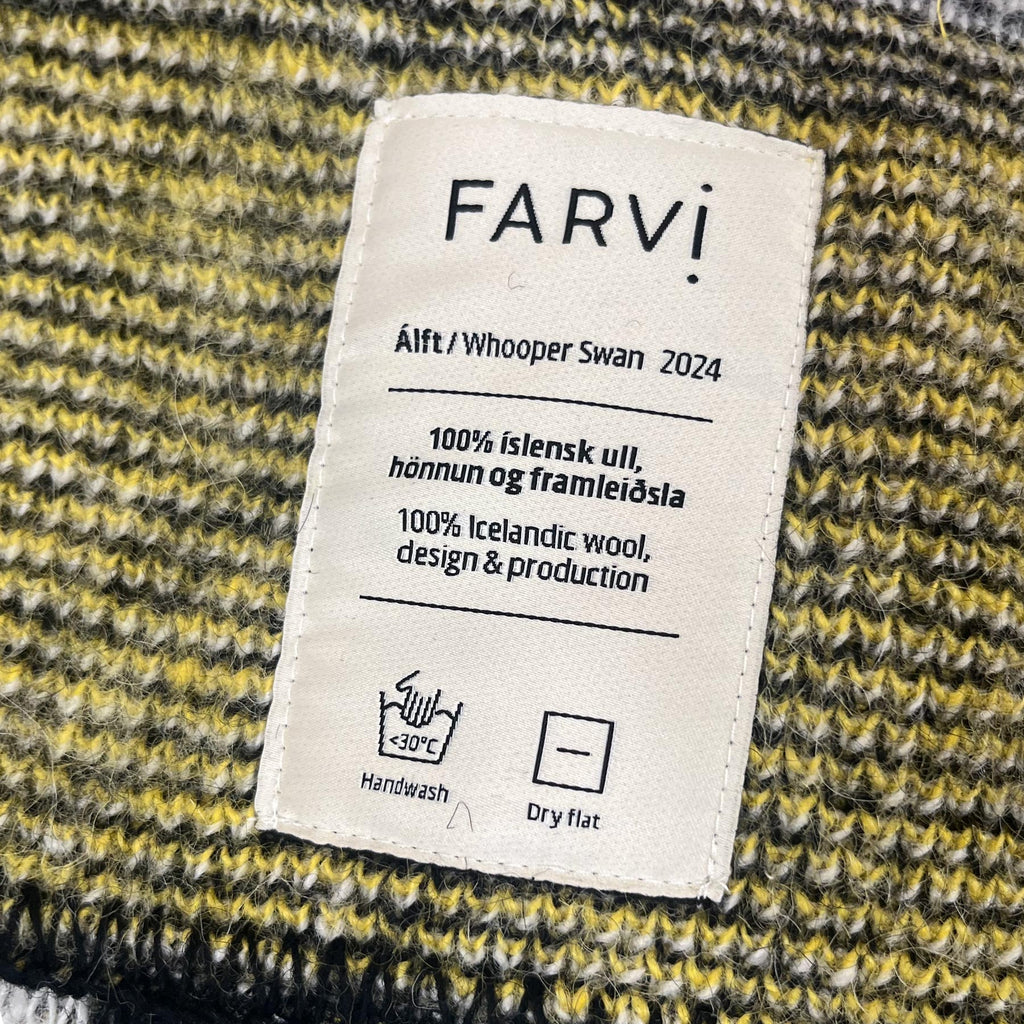 FARVİ
Álft / Whooper Swan 2024
100% íslensk ull,
hönnun og framleiðsla
100% Icelandic wool,
design & production
<30°C
Handwash
Dry flat